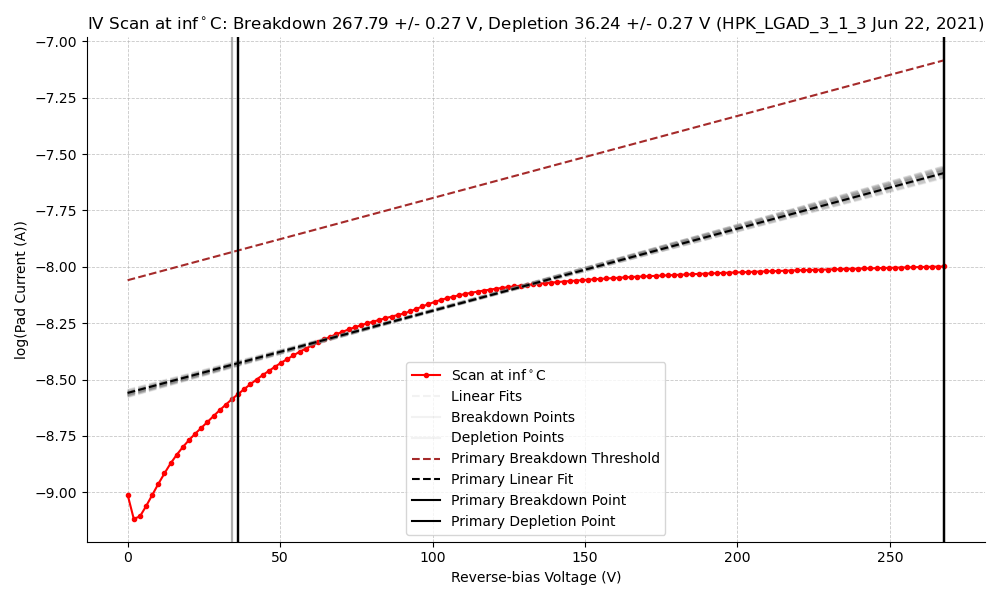 IV Scan at inf°C: Breakdown 267.79 +/- 0.27 V, Depletion 36.24 +/- 0.27 V (HPK_LGAD_3_1_3 Jun 22, 2021)
−7.00
−7.25
−7.50
−7.75
−8.00
−8.25
−8.50
−8.75
−9.00
log(Pad Current (A))
Scan at inf°C
Linear Fits
Breakdown Points
Depletion Points
Primary Breakdown Threshold
Primary Linear Fit
Primary Breakdown Point
Primary Depletion Point
0 50 100 150 200 250
Reverse-bias Voltage (V)